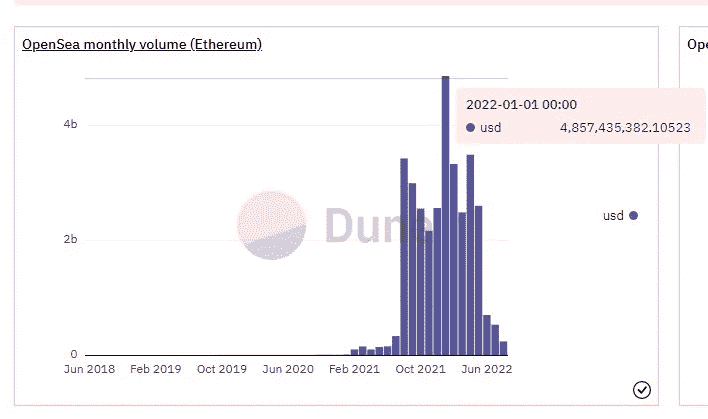 OpenSea monthly volume (Ethereum)
Ope
2022-01-01 00:00
usd 4,857,435,382.10523
4b
usd
Dune
2b
0
Jun 2018 Feb 2019 Oct 2019 Jun 2020 Feb 2021 Oct 2021 Jun 2022